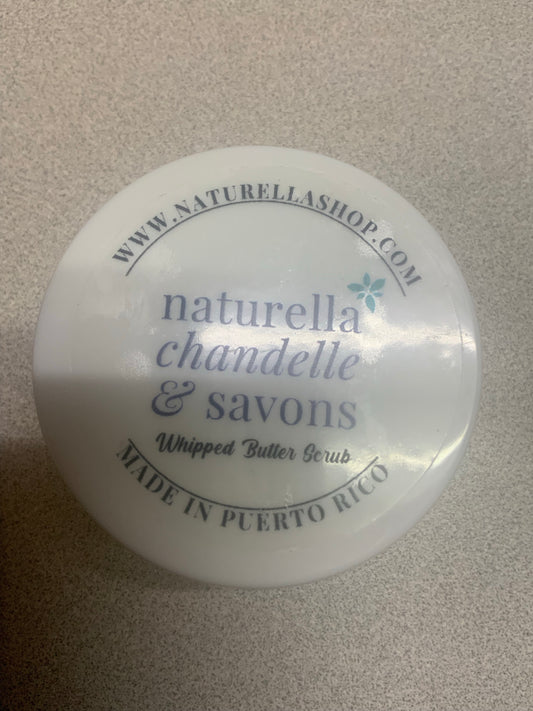 WWW.NATURELLASHOP.COM
naturella
chandelle
& savons
Whipped Butter Scrub
MADE IN PUERTO RICO